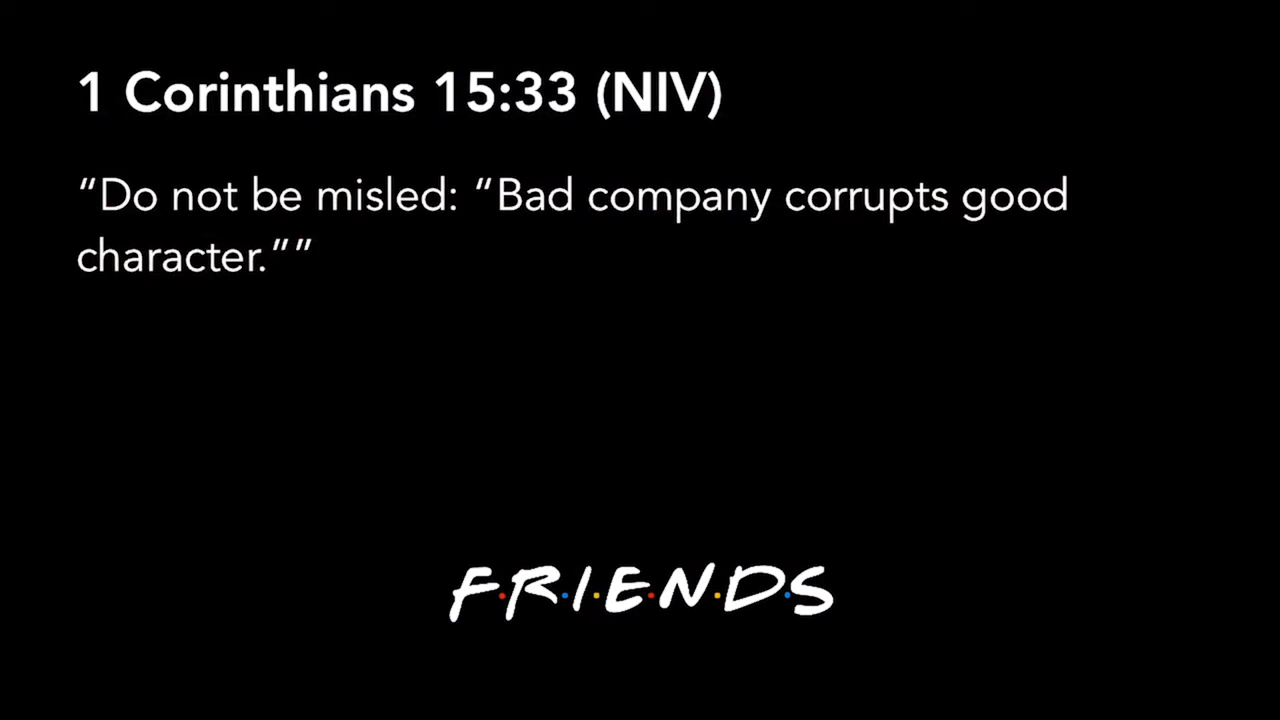 1 Corinthians 15:33 (NIV)
“Do not be misled: “Bad company corrupts good
character.””
F•R•I•E•N•D•S